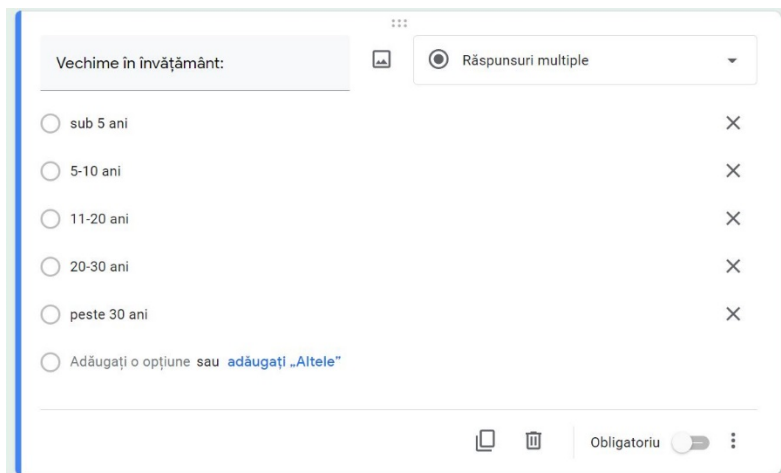 Vechime în învățământ:
Răspunsuri multiple
sub 5 ani
5-10 ani
11-20 ani
20-30 ani
peste 30 ani
Adăugați o opțiune sau adăugați „Altele”
Obligatoriu